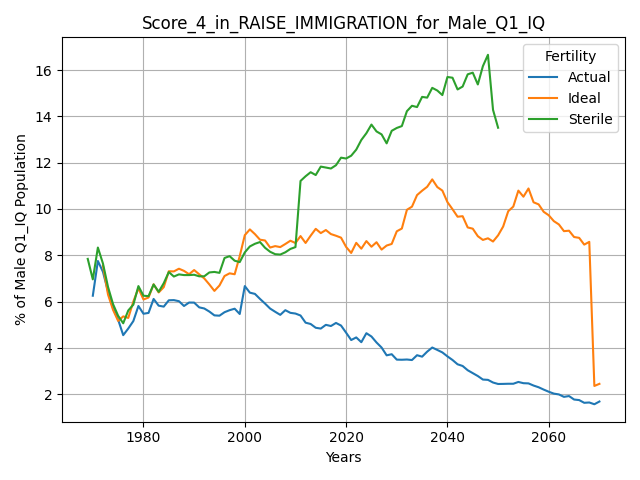 Score_4_in_RAISE_IMMIGRATION_for_Male_Q1_IQ
Fertility
Actual
Ideal
Sterile
% of Male Q1_IQ Population
16
14
12
10
8
6
4
2
1980
2000
2020
2040
2060
Years